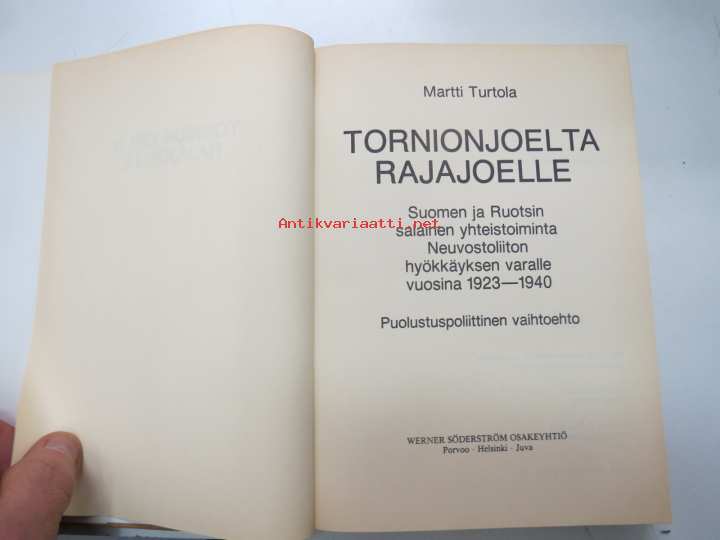 Martti Turtola
TORNIONJOELTA
RAJAJOELLE
Suomen ja Ruotsin
salainen yhteistoiminta
Neuvostoliiton
hyökkäyksen varalle
vuosina 1923—1940
Puolustuspoliittinen vaihtoehto
WERNER SÖDERSTRÖM OSAKEYHTIÖ
Porvoo · Helsinki · Juva
Antikvariaatti.net